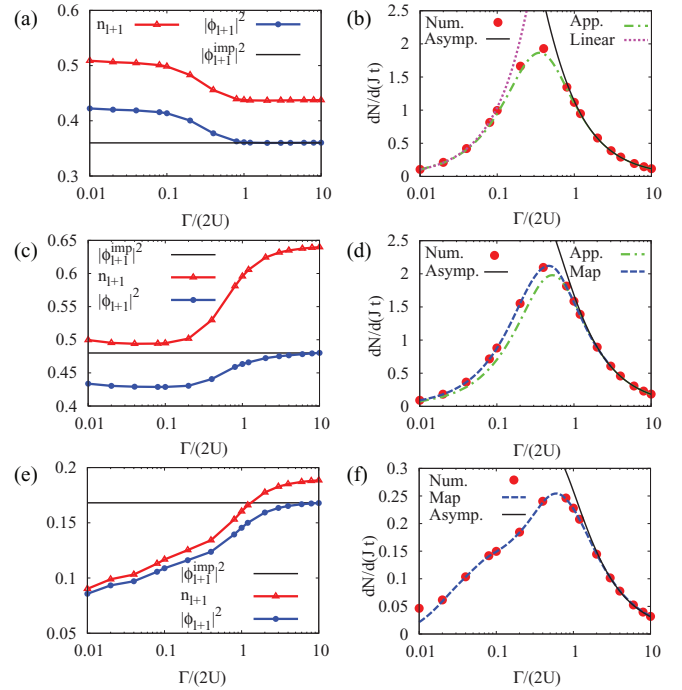 (a)
n_{l+1}
|ϕ_{l+1}|^2
|ϕ^{imp}_{l+1}|^2
0.6
0.5
0.4
0.3
0.01 0.1 1 10
Γ/(2U)
(b)
Num.
Asymp.
App.
Linear
dN/d(J t)
2.5
2
1.5
1
0.5
0
0.01 0.1 1 10
Γ/(2U)
(c)
|ϕ^{imp}_{l+1}|^2
n_{l+1}
|ϕ_{l+1}|^2
0.65
0.6
0.55
0.5
0.45
0.4
0.01 0.1 1 10
Γ/(2U)
(d)
Num.
Asymp.
App.
Map
dN/d(J t)
2.5
2
1.5
1
0.5
0
0.01 0.1 1 10
Γ/(2U)
(e)
|ϕ^{imp}_{l+1}|^2
n_{l+1}
|ϕ_{l+1}|^2
0.2
0.15
0.1
0.05
0.01 0.1 1 10
Γ/(2U)
(f)
Num.
Map
Asymp.
dN/d(J t)
0.3
0.25
0.2
0.15
0.1
0.05
0
0.01 0.1 1 10
Γ/(2U)